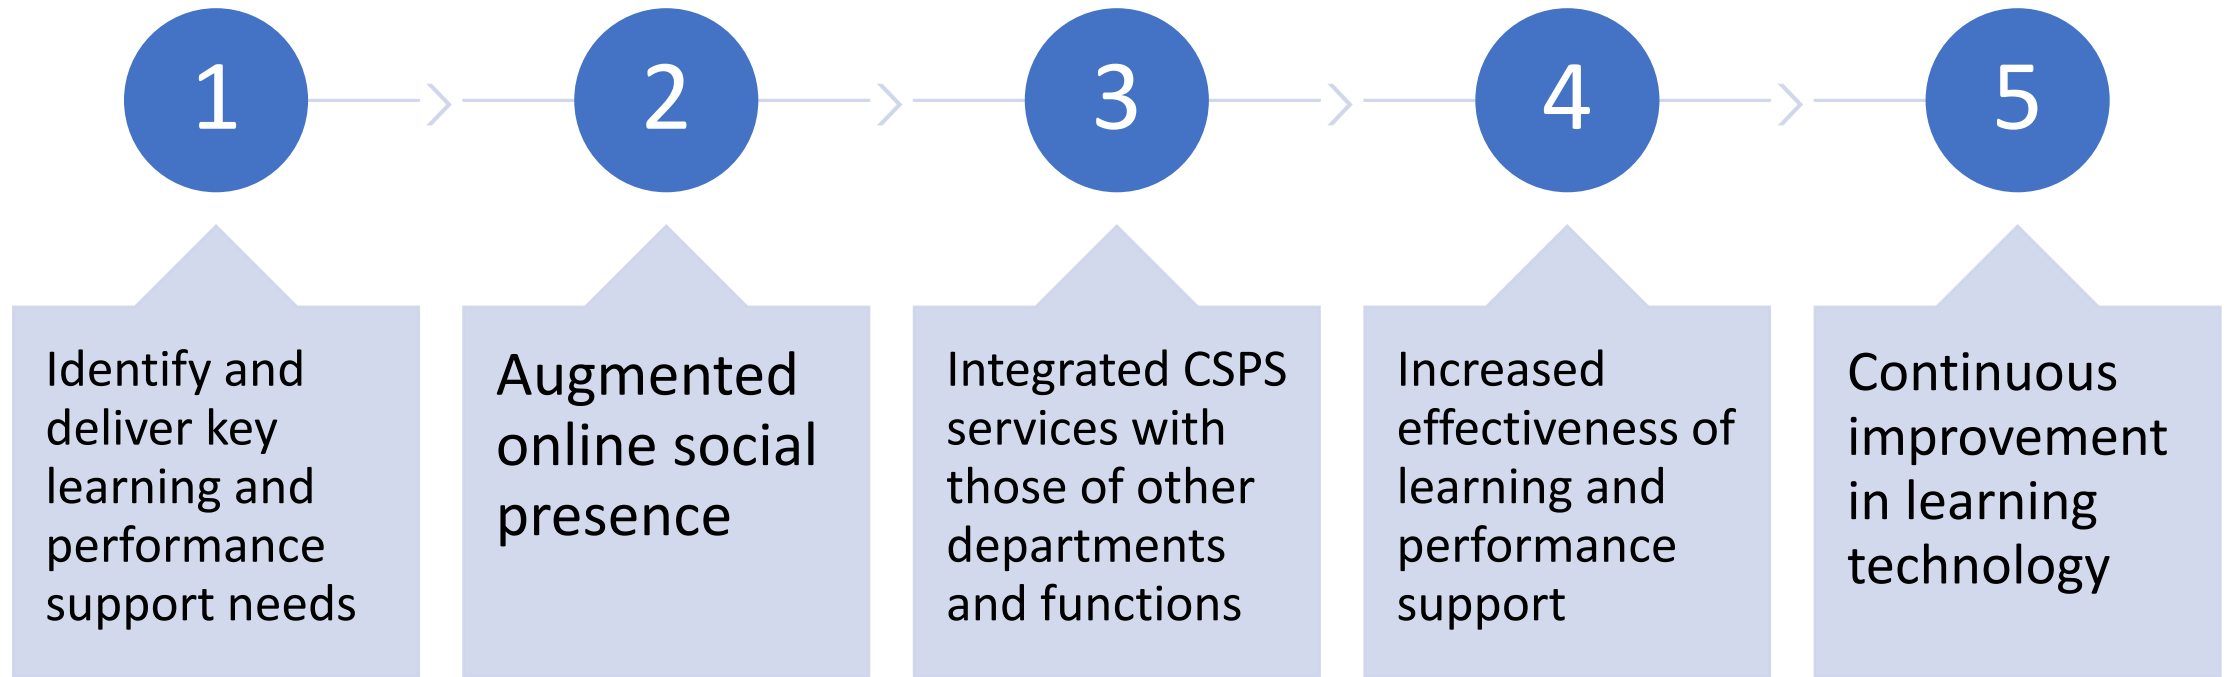 1
2
3
4
5
Identify and
deliver key
learning and
performance
support needs
Augmented
online social
presence
Integrated CSPS
services with
those of other
departments
and functions
Increased
effectiveness of
learning and
performance
support
Continuous
improvement
in learning
technology